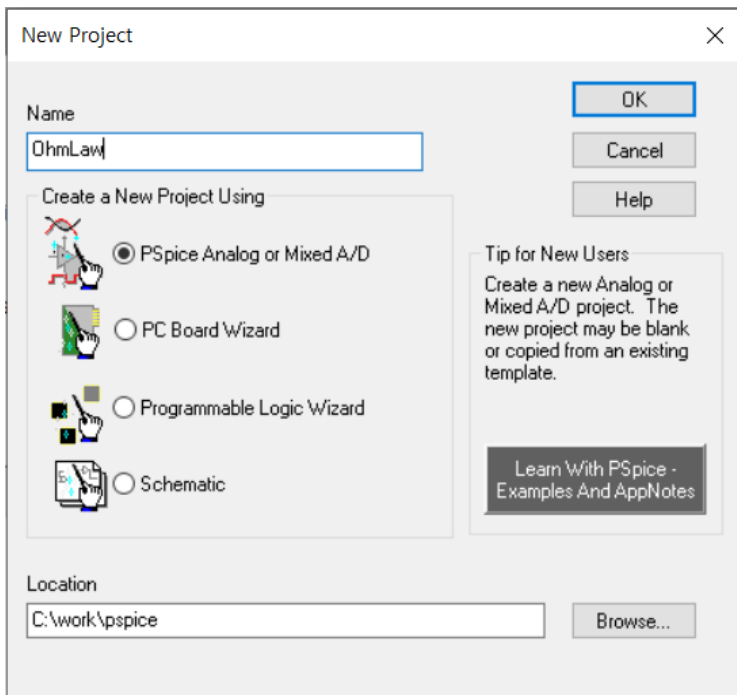 New Project
Name
OhmLaw
OK
Cancel
Help
Create a New Project Using
PSpice Analog or Mixed A/D
PC Board Wizard
Programmable Logic Wizard
Schematic
Tip for New Users
Create a new Analog or
Mixed A/D project. The
new project may be blank
or copied from an existing
template.
Learn With PSpice -
Examples And AppNotes
Location
C:\work\pspice
Browse...